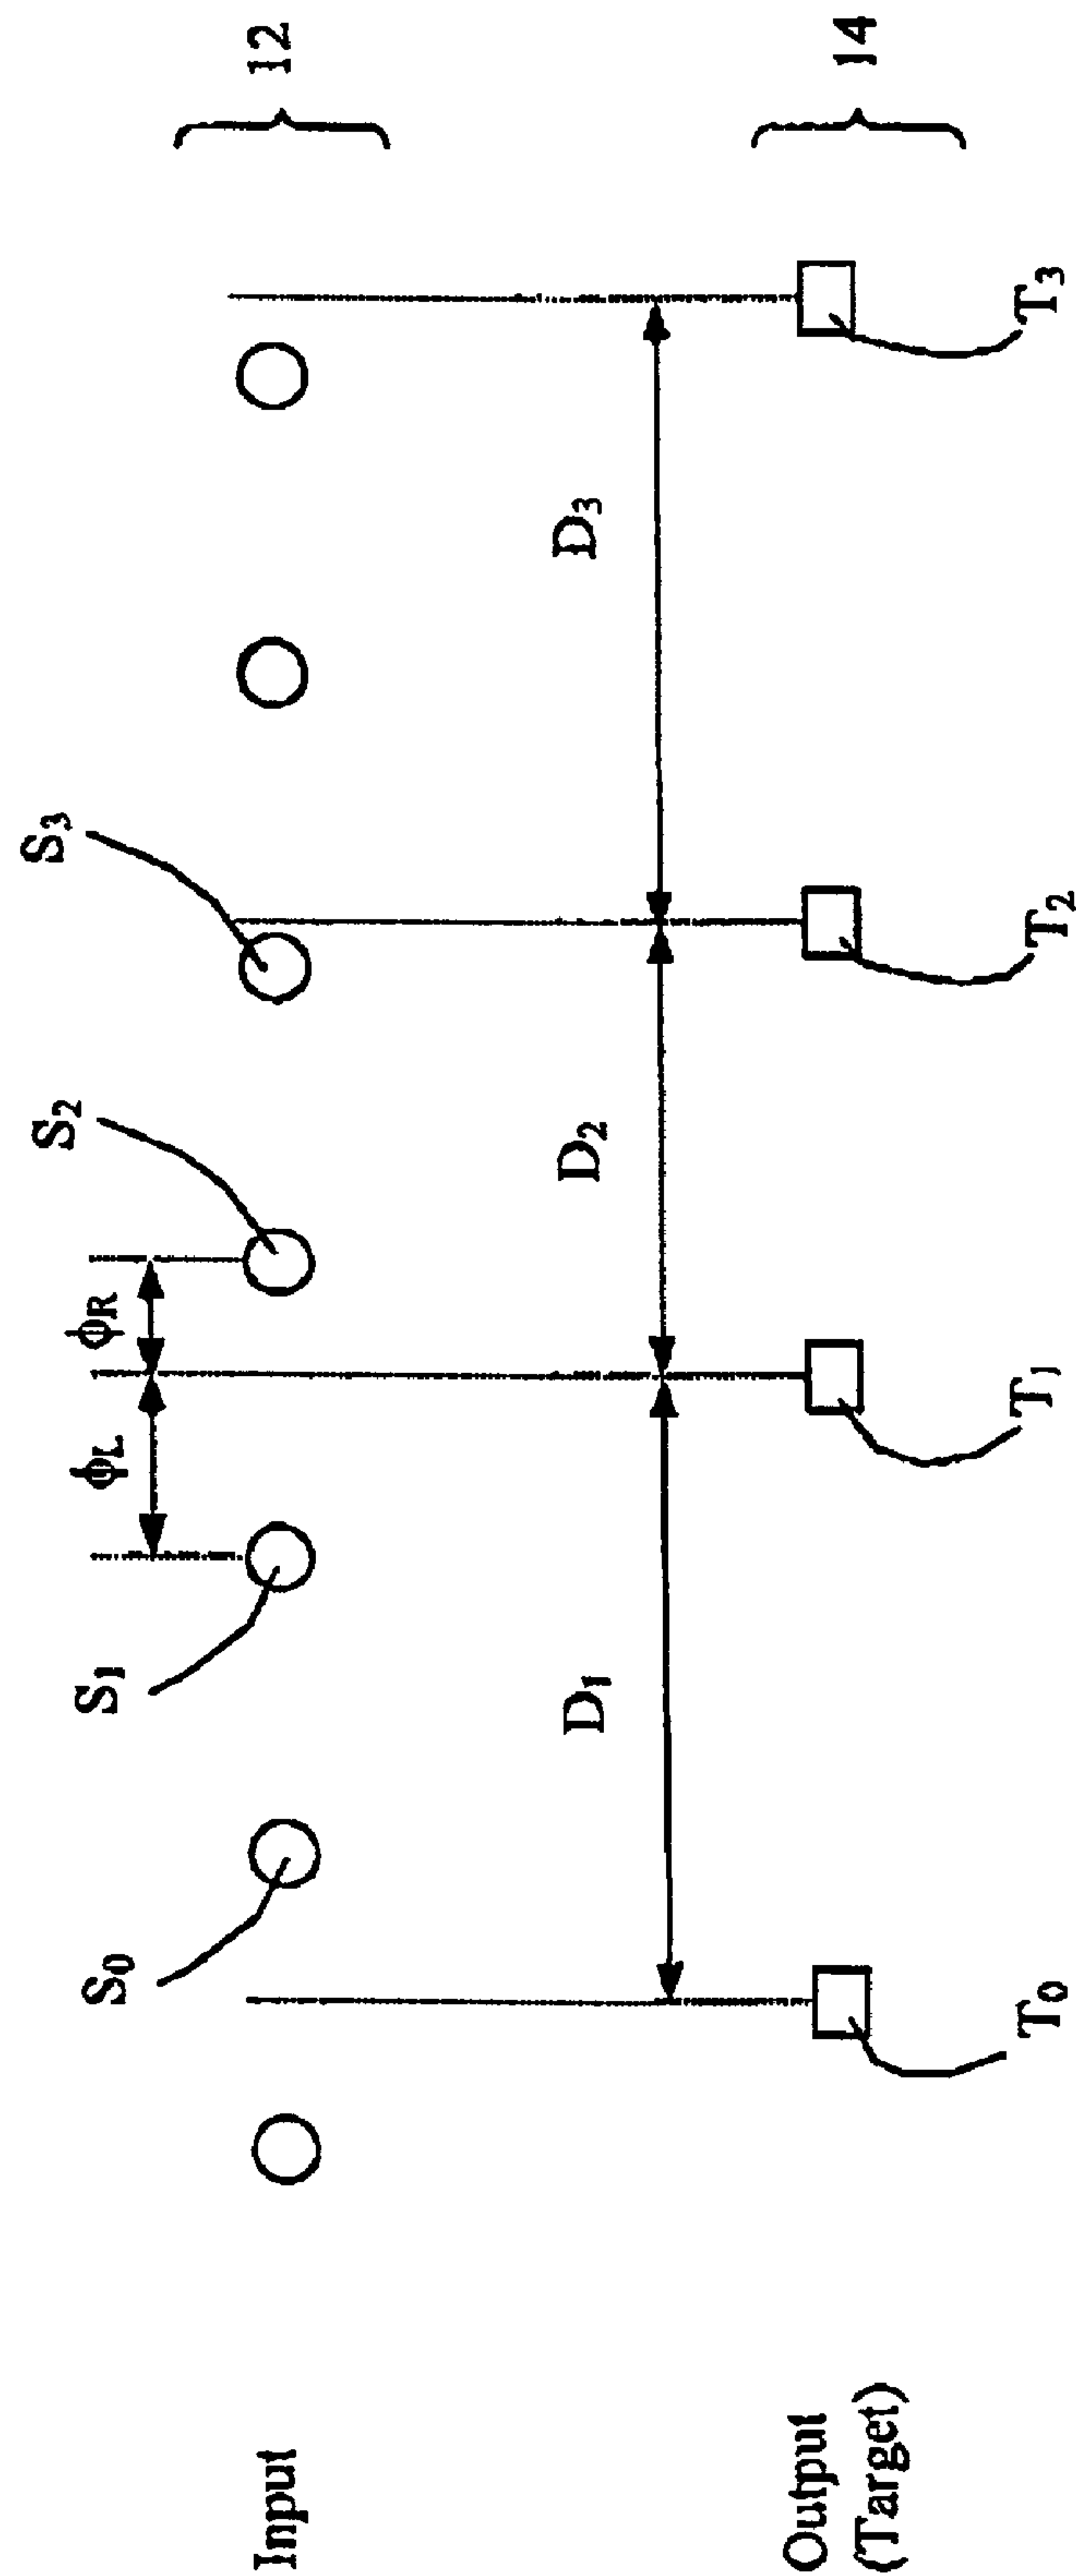 Input
S₀
S₁
ϕL
ϕR
S₂
S₃
12
D₁
D₂
D₃
Output
(Target)
T₀
T₁
T₂
T₃
14